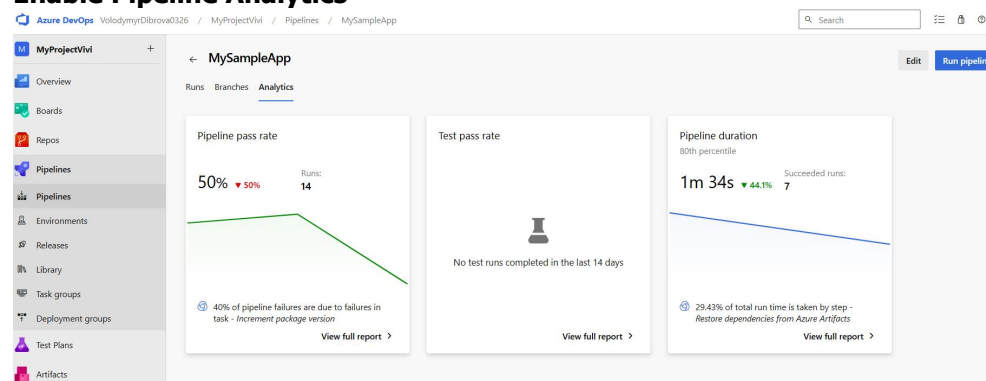 Enable Pipeline Analytics
Azure DevOps VolodymyrDibrova0326 / MyProjectVivi / Pipelines / MySampleApp
Search
M MyProjectVivi +
Overview
Boards
Repos
Pipelines
Pipelines
Environments
Releases
Library
Task groups
Deployment groups
Test Plans
Artifacts
← MySampleApp
Edit
Run pipelin
Runs Branches Analytics
Pipeline pass rate
50% ▼ 50%
Runs:
14
40% of pipeline failures are due to failures in
task - Increment package version
View full report >
Test pass rate
No test runs completed in the last 14 days
View full report >
Pipeline duration
80th percentile
1m 34s ▼ 44.1%
Succeeded runs:
7
29.43% of total run time is taken by step -
Restore dependencies from Azure Artifacts
View full report >